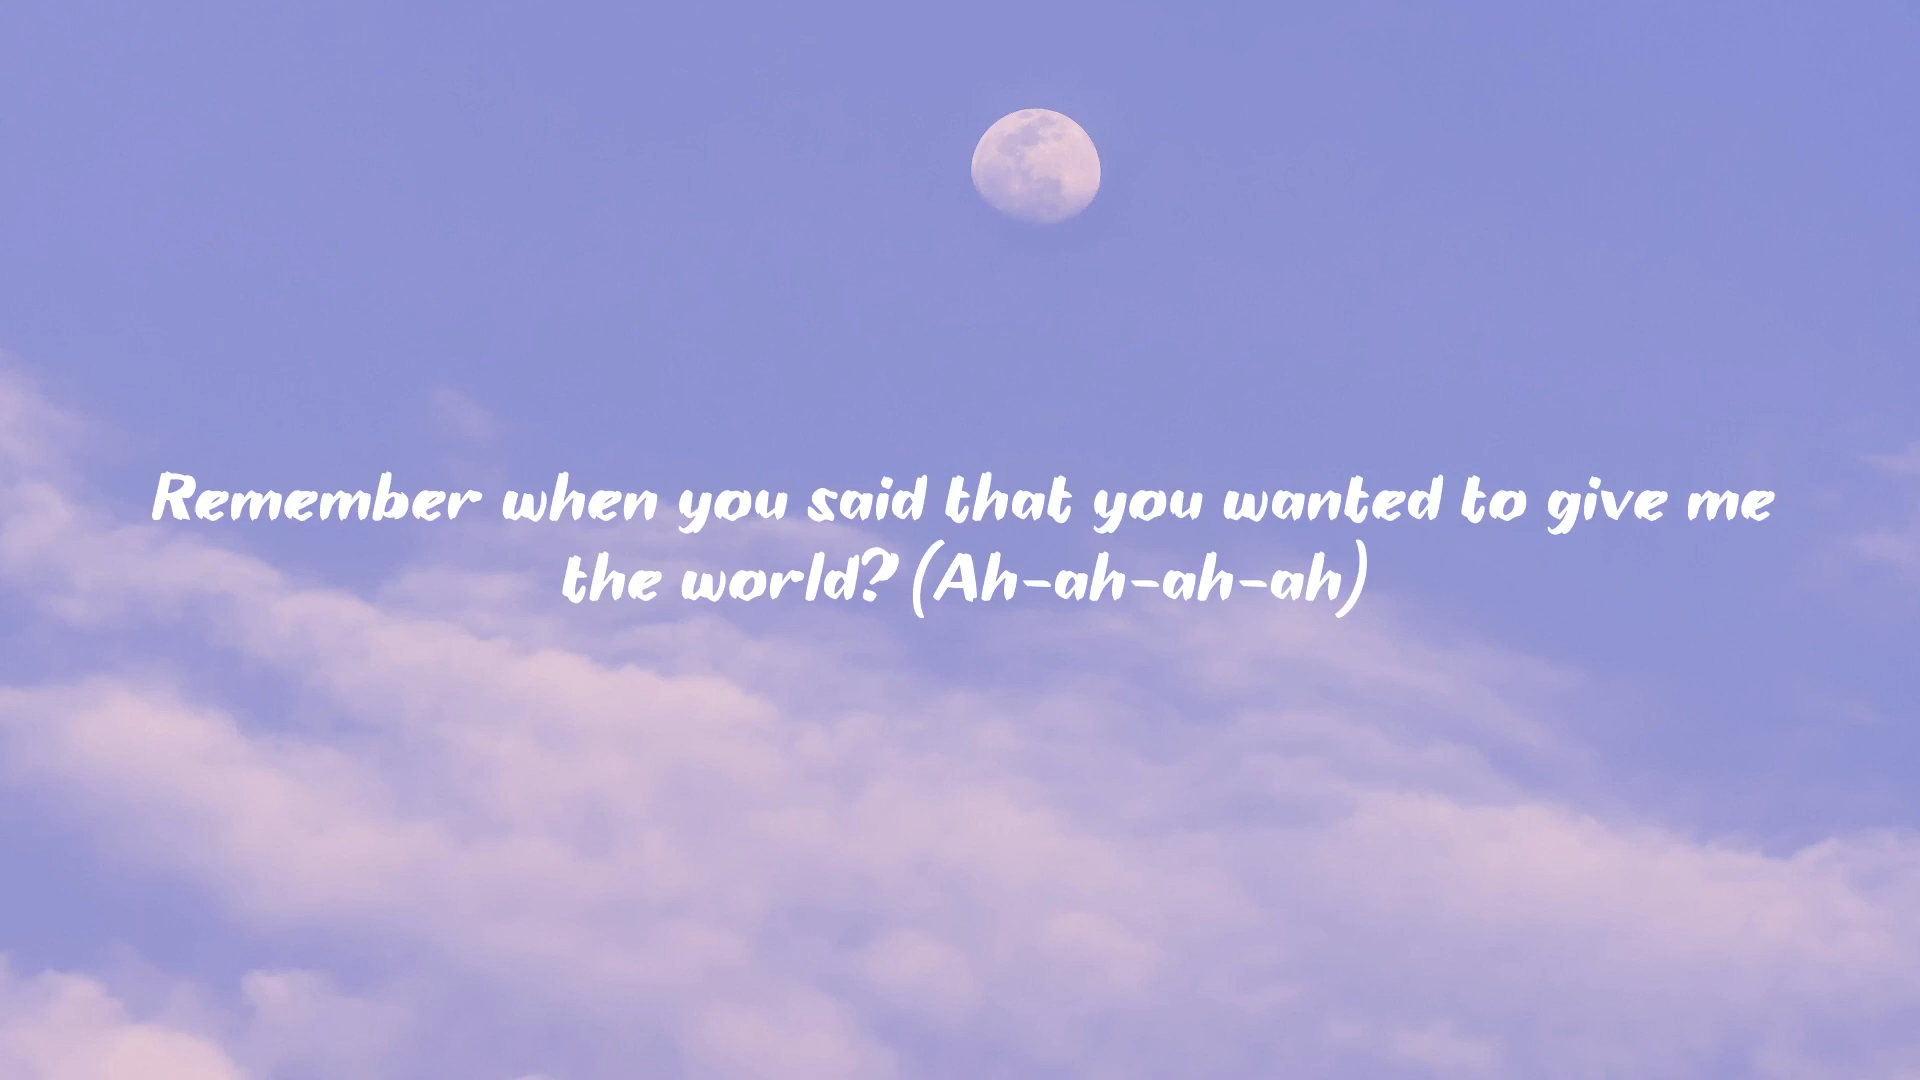 Remember when you said that you wanted to give me
the world? (Ah-ah-ah-ah)